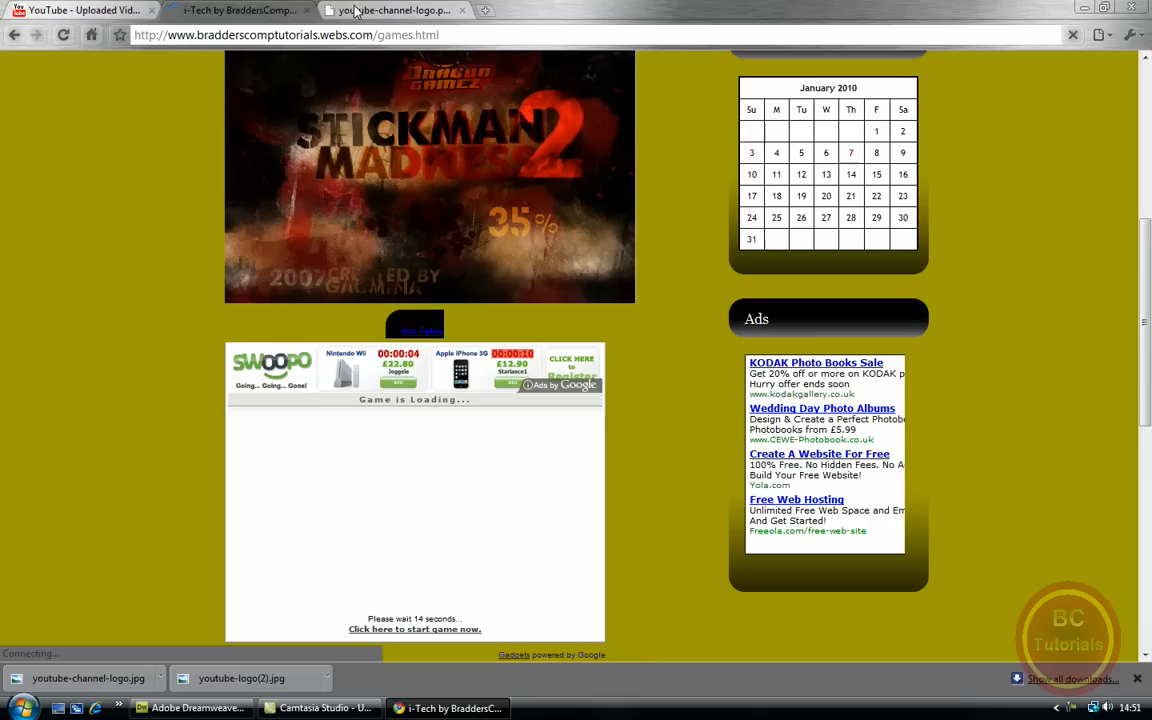 YouTube - Uploaded Vid...
i-Tech by BraddersComp...
youtube-channel-logo.p...
http://www.bradderscomptutorials.webs.com/games.html
DRAGON GAMEZ
STICKMAN 2
MADNESS
35%
2007 CREATED BY
GACMINA
January 2010
Su M Tu W Th F Sa
1 2
3 4 5 6 7 8 9
10 11 12 13 14 15 16
17 18 19 20 21 22 23
24 25 26 27 28 29 30
31
Ads
KODAK Photo Books Sale
Get 20% off or more on KODAK p
Hurry offer ends soon
www.kodakgallery.co.uk
Wedding Day Photo Albums
Design & Create a Perfect Photob
Photobooks from £5.99
www.CEWE-Photobook.co.uk
Create A Website For Free
100% Free. No Hidden Fees. No A
Build Your Free Website!
Yola.com
Free Web Hosting
Unlimited Free Web Space and Em
And Get Started!
Freeola.com/free-web-site
SWOOPO
Going... Going... Gone!
Nintendo Wii
00:00:04
£22.80
Joggele
BID
Apple iPhone 3G
00:00:10
£12.90
Starlance1
BID
CLICK HERE
to
Register
Ads by Google
Game is Loading...
Please wait 14 seconds...
Click here to start game now.
Gadgets powered by Google
BC
Tutorials
Connecting...
youtube-channel-logo.jpg
youtube-logo(2).jpg
Show all downloads...
Adobe Dreamweave...
Camtasia Studio - U...
i-Tech by BraddersC...
14:51